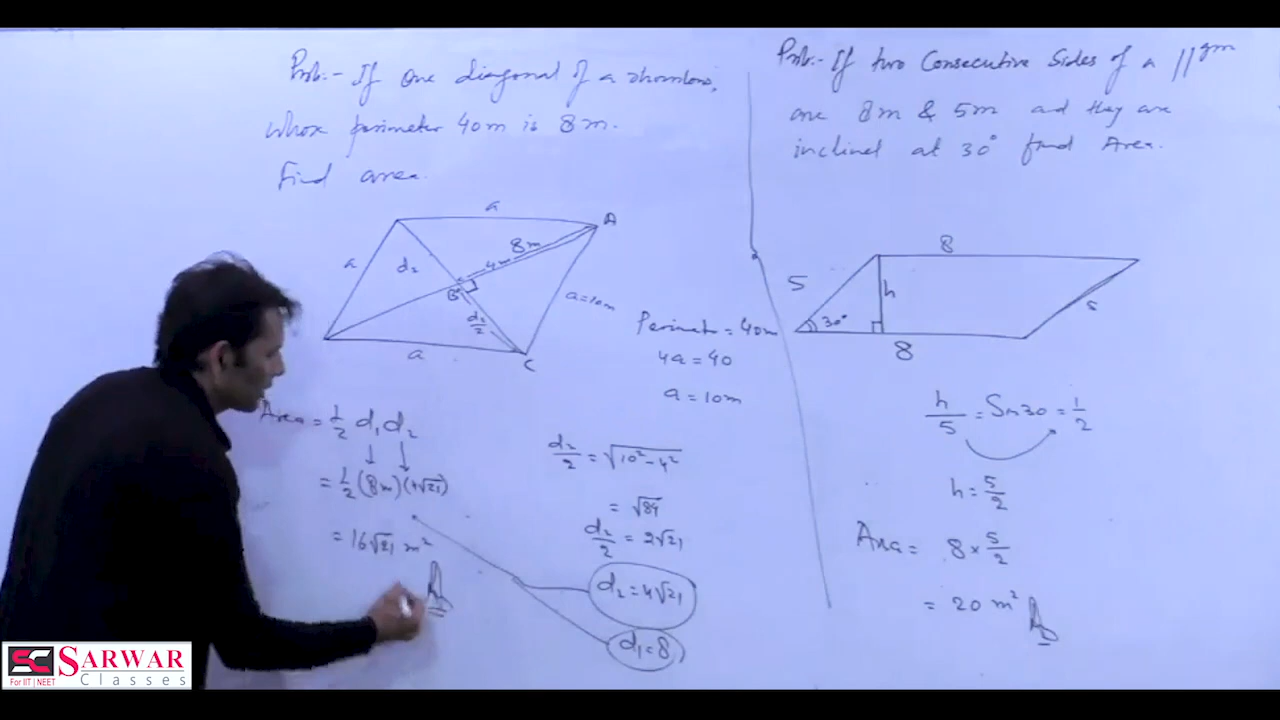 Prob:- If One diagonal of a rhombus,
whose perimeter 40m is 8m.
find area.
a
A
a
d₂
8m
4m
B
d₂/2
a=10m
a
C
Perimeter = 40m
4a = 40
a = 10m
Area = 1/2 d₁ d₂
= 1/2 (8m) (4√21)
= 16√21 m²
d₂/2 = √10²-4²
= √84
d₂/2 = 2√21
d₂ = 4√21
d₁ = 8
Prob:- If two Consecutive Sides of a ||gm
are 8m & 5m and they are
inclined at 30° find Area.
8
5
h
30°
5
8
h/5 = Sin30 = 1/2
h = 5/2
Area = 8 × 5/2
= 20 m²
SC SARWAR
For IIT | NEET Classes